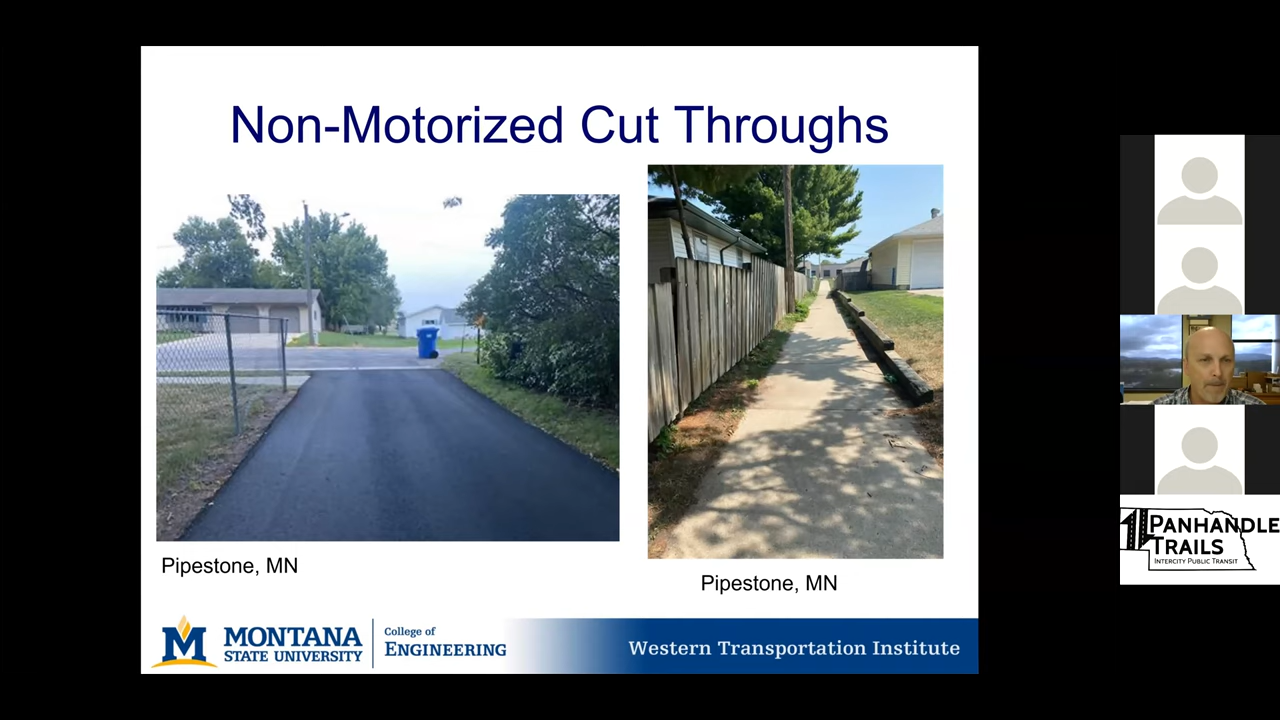 Non-Motorized Cut Throughs
Pipestone, MN
Pipestone, MN
M MONTANA
STATE UNIVERSITY
College of
ENGINEERING
Western Transportation Institute
PANHANDLE
TRAILS
INTERCITY PUBLIC TRANSIT